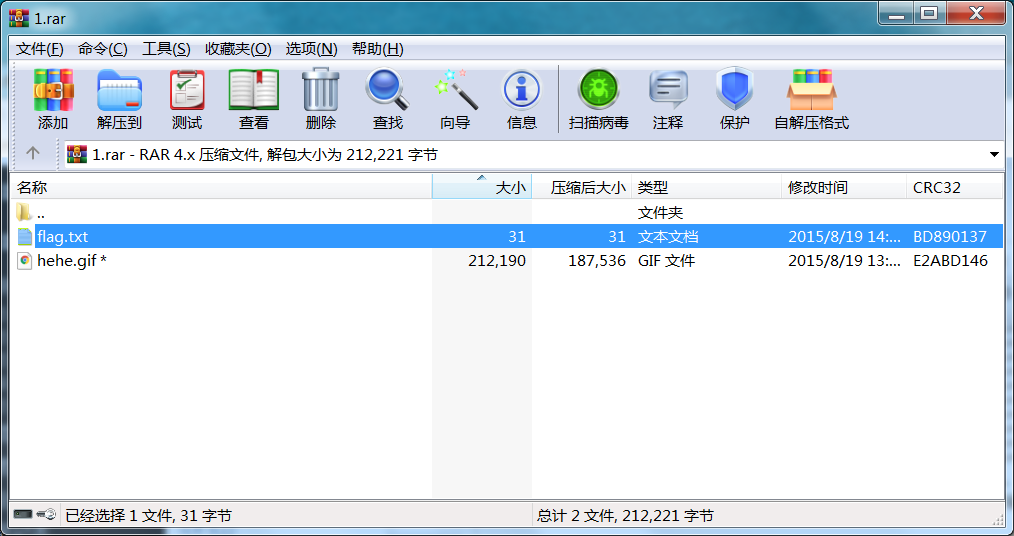 1.rar
文件(F) 命令(C) 工具(S) 收藏夹(O) 选项(N) 帮助(H)
添加 解压到 测试 查看 删除 查找 向导 信息 扫描病毒 注释 保护 自解压格式
1.rar - RAR 4.x 压缩文件, 解包大小为 212,221 字节
名称 大小 压缩后大小 类型 修改时间 CRC32
.. 文件夹
flag.txt 31 31 文本文档 2015/8/19 14:... BD890137
hehe.gif * 212,190 187,536 GIF 文件 2015/8/19 13:... E2ABD146
已经选择 1 文件, 31 字节 总计 2 文件, 212,221 字节